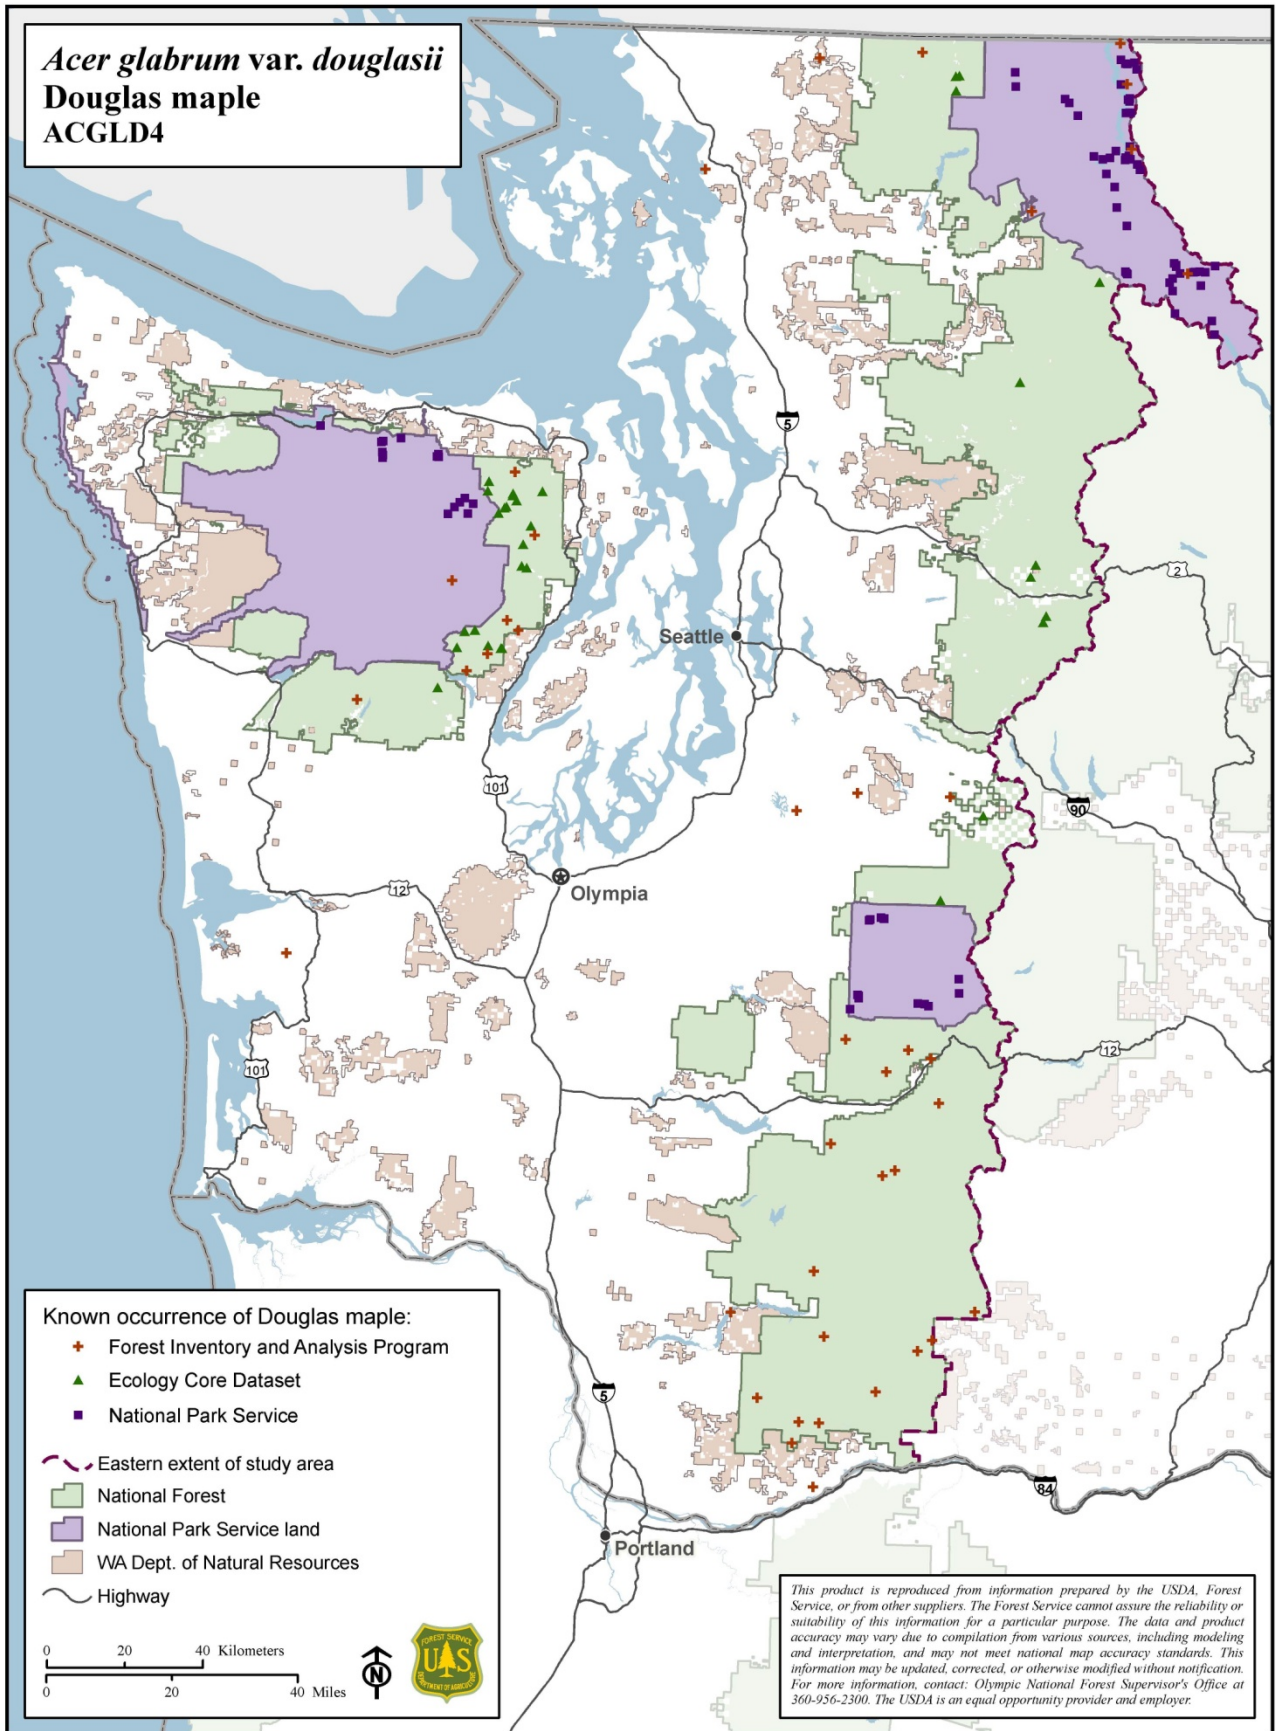 Acer glabrum var. douglasii
Douglas maple
ACGLD4
5
2
Seattle
101
90
Olympia
12
101
12
Known occurrence of Douglas maple:
Forest Inventory and Analysis Program
Ecology Core Dataset
National Park Service
Eastern extent of study area
National Forest
National Park Service land
WA Dept. of Natural Resources
Highway
0 20 40 Kilometers
0 20 40 Miles
N
FOREST SERVICE
U S
DEPARTMENT OF AGRICULTURE
5
84
Portland
This product is reproduced from information prepared by the USDA, Forest
Service, or from other suppliers. The Forest Service cannot assure the reliability or
suitability of this information for a particular purpose. The data and product
accuracy may vary due to compilation from various sources, including modeling
and interpretation, and may not meet national map accuracy standards. This
information may be updated, corrected, or otherwise modified without notification.
For more information, contact: Olympic National Forest Supervisor's Office at
360-956-2300. The USDA is an equal opportunity provider and employer.